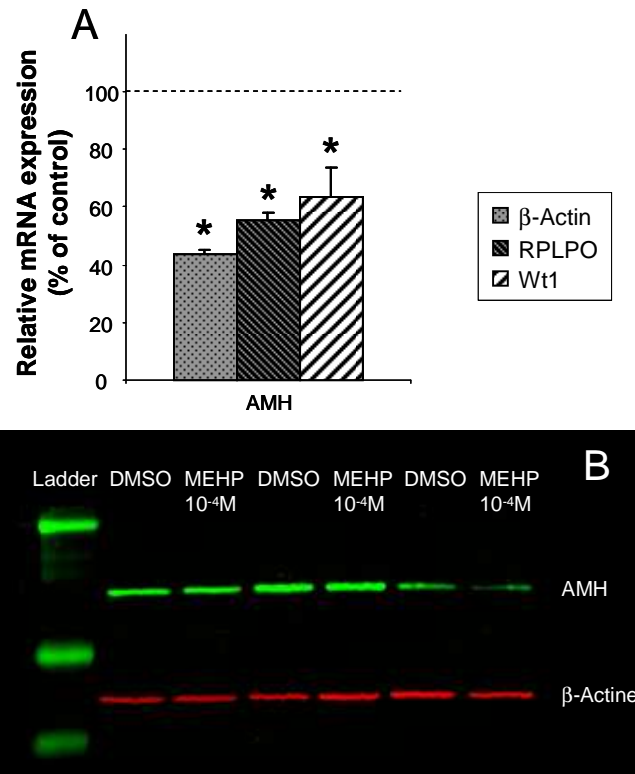 A
Relative mRNA expression
(% of control)
100
80
60
40
20
0
* * *
AMH
β-Actin
RPLPO
Wt1
B
Ladder DMSO MEHP DMSO MEHP DMSO MEHP
10-4M 10-4M 10-4M
AMH
β-Actine